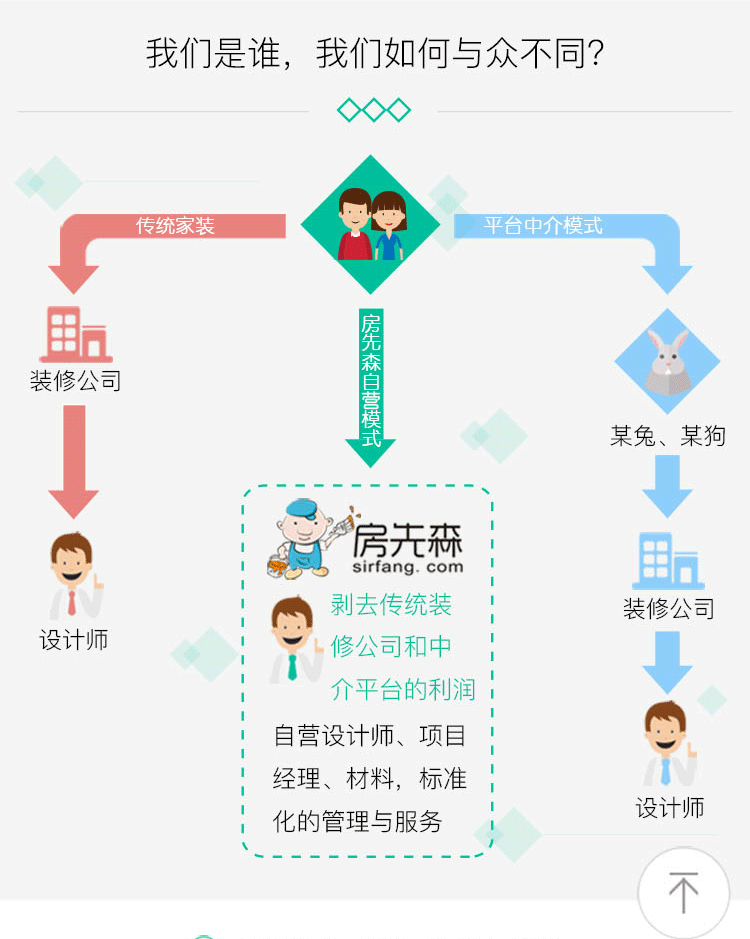 我们是谁，我们如何与众不同？
传统家装
平台中介模式
房先森自营模式
装修公司
某兔、某狗
房先森
sirfang. com
设计师
剥去传统装
修公司和中
介平台的利润
装修公司
自营设计师、项目
经理、材料，标准
化的管理与服务
设计师